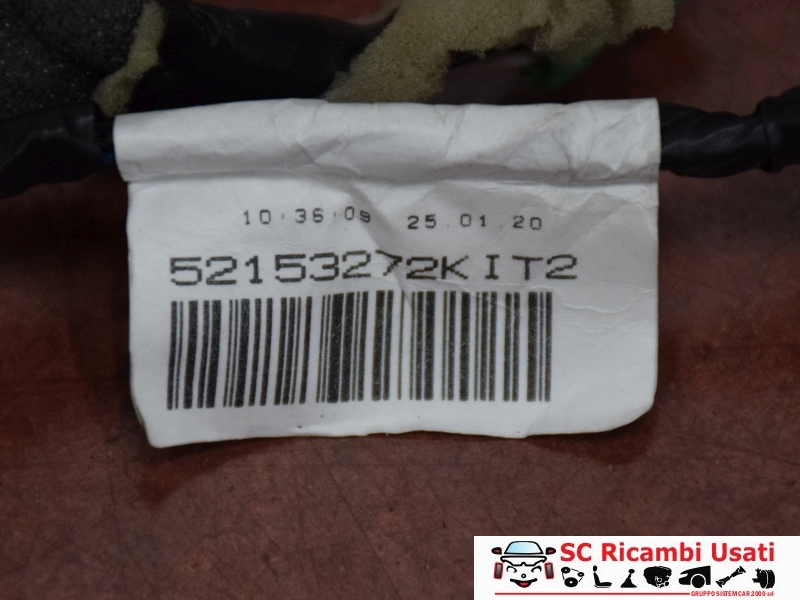 10:36:09 25.01.20
52153272KIT2
SC Ricambi Usati
GRUPPO SISTEMCAR 2000 srl